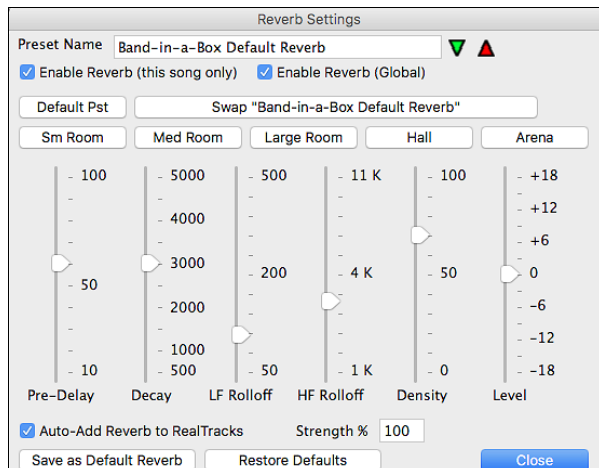 Reverb Settings
Preset Name Band-in-a-Box Default Reverb
Enable Reverb (this song only) Enable Reverb (Global)
Default Pst Swap "Band-in-a-Box Default Reverb"
Sm Room Med Room Large Room Hall Arena
100 5000 500 11 K 100 +18
4000 +12
+6
3000 200 4 K 50 0
50
2000 -6
1000 -12
10 500 50 1 K 0 -18
Pre-Delay Decay LF Rolloff HF Rolloff Density Level
Auto-Add Reverb to RealTracks Strength % 100
Save as Default Reverb Restore Defaults Close